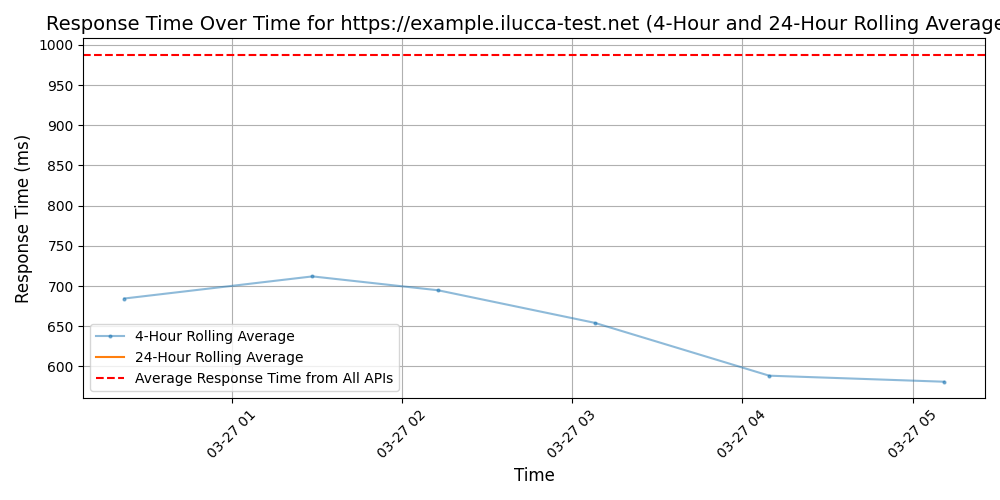 Response Time Over Time for https://example.ilucca-test.net (4-Hour and 24-Hour Rolling Average
1000
950
900
850
800
750
700
650
600
Response Time (ms)
4-Hour Rolling Average
24-Hour Rolling Average
Average Response Time from All APIs
03-27 01
03-27 02
03-27 03
03-27 04
03-27 05
Time